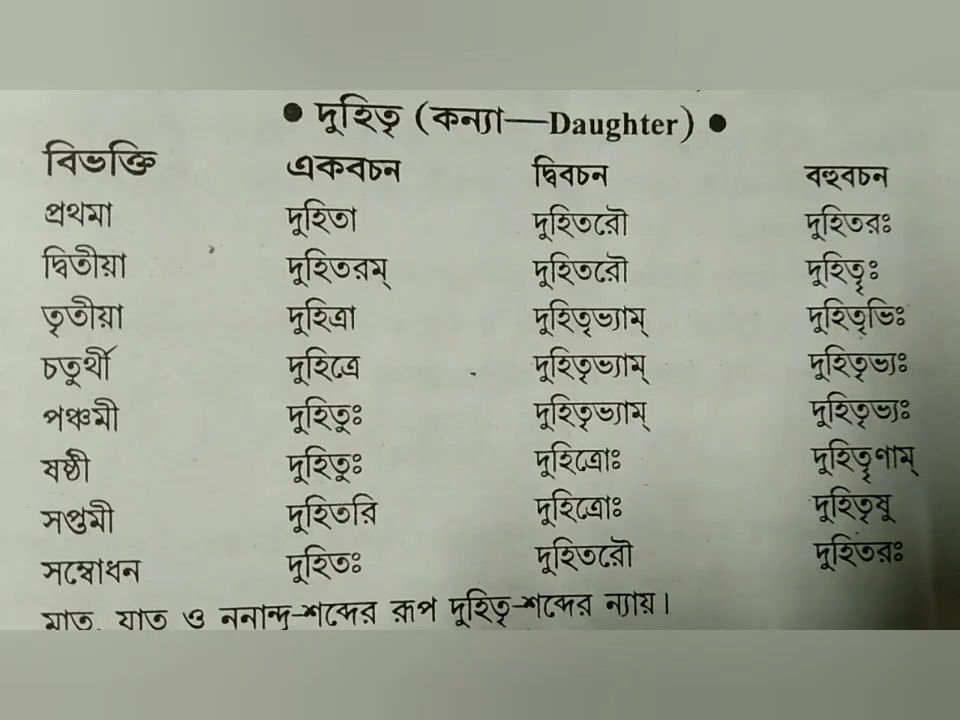 ● দুহিতৃ (কন্যা—Daughter) ●
বিভক্তি একবচন দ্বিবচন বহুবচন
প্রথমা দুহিতা দুহিতরৌ দুহিতরঃ
দ্বিতীয়া দুহিতরম্ দুহিতরৌ দুহিতৄঃ
তৃতীয়া দুহিত্রা দুহিতৃভ্যাম্ দুহিতৃভিঃ
চতুর্থী দুহিত্রে দুহিতৃভ্যাম্ দুহিতৃভ্যঃ
পঞ্চমী দুহিতুঃ দুহিতৃভ্যাম্ দুহিতৃভ্যঃ
ষষ্ঠী দুহিতুঃ দুহিত্রোঃ দুহিতৄণাম্
সপ্তমী দুহিতরি দুহিত্রোঃ দুহিতৃষু
সম্বোধন দুহিতঃ দুহিতরৌ দুহিতরঃ
মাতৃ, যাতৃ ও ননান্দৃ-শব্দের রূপ দুহিতৃ-শব্দের ন্যায়।